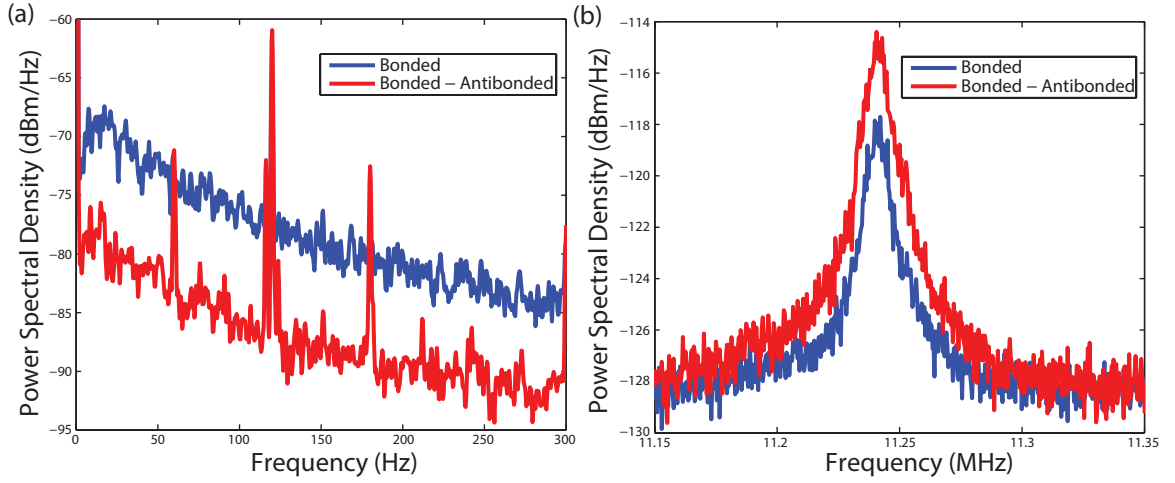 (a)
Power Spectral Density (dBm/Hz)
−60
−65
−70
−75
−80
−85
−90
−95
0
50
100
150
200
250
300
Frequency (Hz)
Bonded
Bonded − Antibonded
(b)
Power Spectral Density (dBm/Hz)
−114
−116
−118
−120
−122
−124
−126
−128
−130
11.15
11.2
11.25
11.3
11.35
Frequency (MHz)
Bonded
Bonded − Antibonded